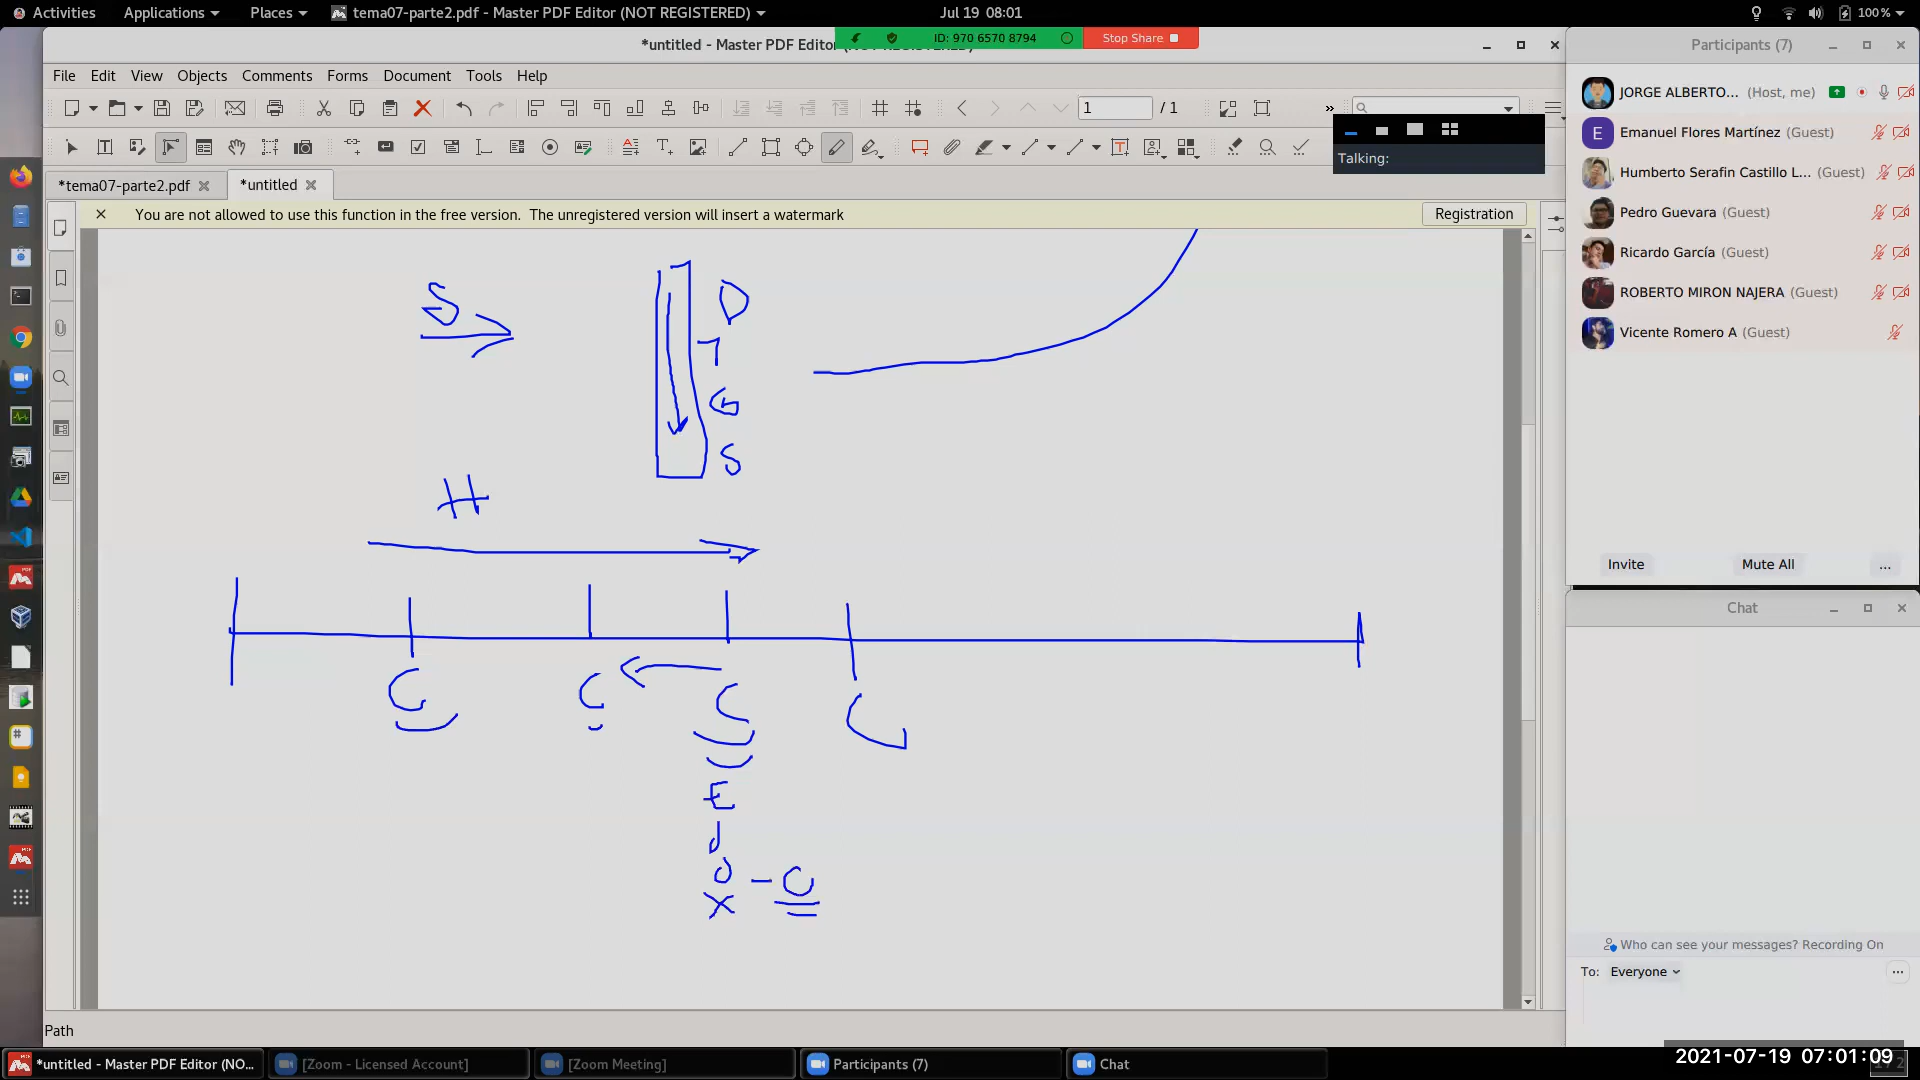 Activities Applications Places tema07-parte2.pdf - Master PDF Editor (NOT REGISTERED) Jul 19 08:01 100%
*untitled - Master PDF Editor
ID: 970 6570 8794 Stop Share
File Edit View Objects Comments Forms Document Tools Help
1 / 1
Talking:
*tema07-parte2.pdf *untitled
You are not allowed to use this function in the free version. The unregistered version will insert a watermark Registration
S
D
G
S
H
C C C C
E
d
d - C
X
Path
Participants (7)
JORGE ALBERTO... (Host, me)
E Emanuel Flores Martínez (Guest)
Humberto Serafin Castillo L... (Guest)
Pedro Guevara (Guest)
Ricardo García (Guest)
ROBERTO MIRON NAJERA (Guest)
Vicente Romero A (Guest)
Invite Mute All ...
Chat
Who can see your messages? Recording On
To: Everyone
*untitled - Master PDF Editor (NO... [Zoom - Licensed Account] [Zoom Meeting] Participants (7) Chat
2021-07-19 07:01:09